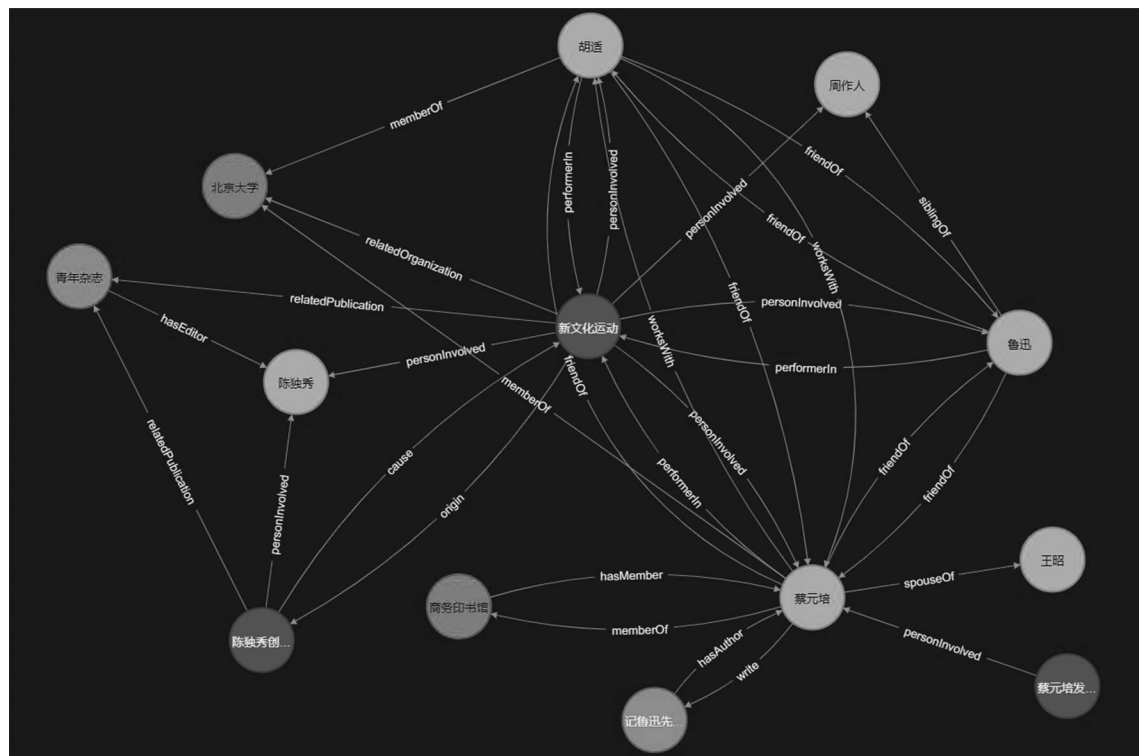 胡适
周作人
memberOf
performerIn
personInvolved
friendOf
北京大学
personInvolved
siblingOf
friendOf
relatedOrganization
worksWith
青年杂志
relatedPublication
friendOf
personInvolved
hasEditor
新文化运动
worksWith
鲁迅
personInvolved
performerIn
陈独秀
friendOf
memberOf
personInvolved
relatedPublication
cause
friendOf
performerIn
friendOf
personInvolved
origin
王昭
hasMember
spouseOf
商务印书馆
蔡元培
memberOf
陈独秀创...
hasAuthor
personInvolved
write
蔡元培发...
记鲁迅先...